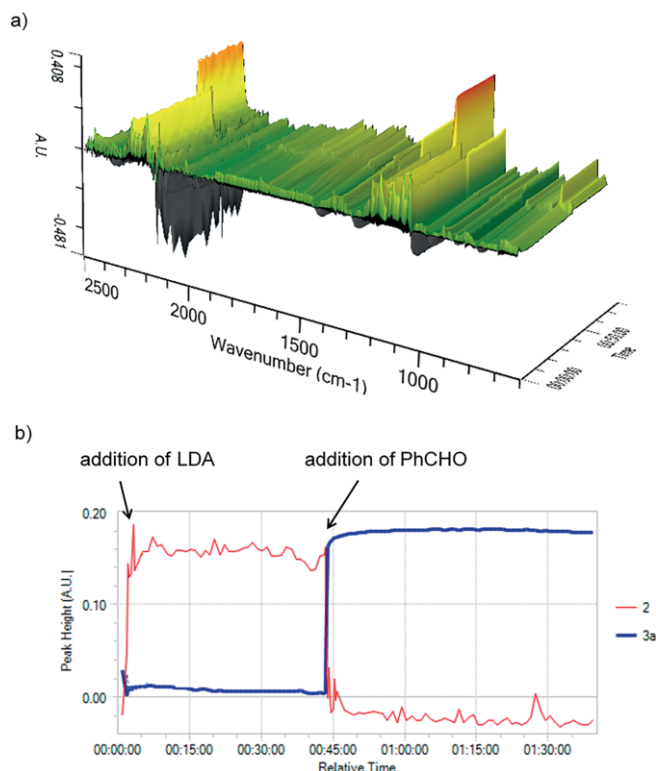 a)
0.408
A.U.
-0.481
2500
2000
1500
1000
Wavenumber (cm-1)
Time
b)
addition of LDA
addition of PhCHO
0.20
0.10
0.00
Peak Height (A.U.)
2
3a
00:00:00 00:15:00 00:30:00 00:45:00 01:00:00 01:15:00 01:30:00
Relative Time